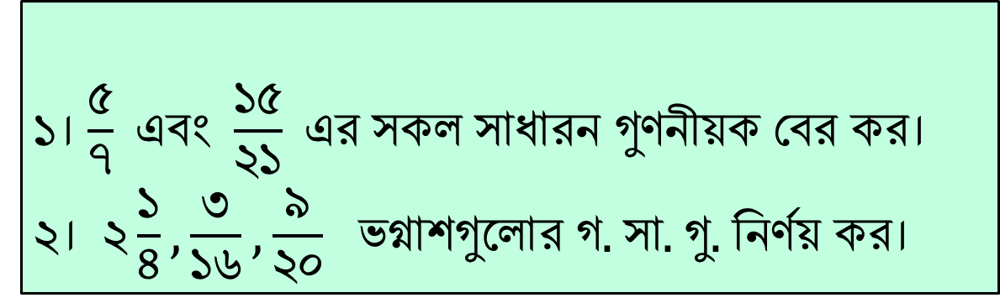 ১। ৫/৭ এবং ১৫/২১ এর সকল সাধারন গুণনীয়ক বের কর।
২। ২ ১/৪, ৩/১৬, ৯/২০ ভগ্নাশগুলোর গ. সা. গু. নির্ণয় কর।